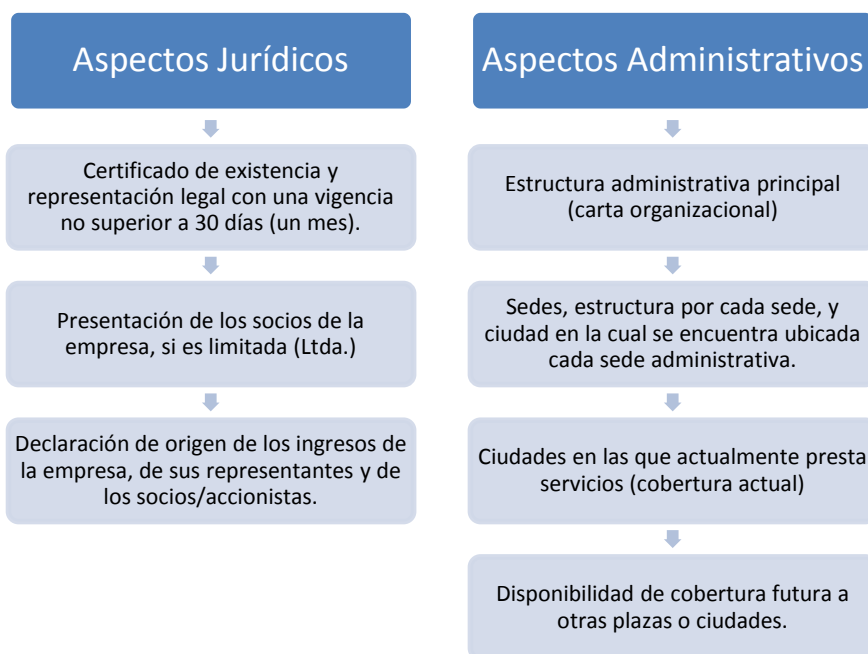 Aspectos Jurídicos
Certificado de existencia y
representación legal con una vigencia
no superior a 30 días (un mes).
Presentación de los socios de la
empresa, si es limitada (Ltda.)
Declaración de origen de los ingresos de
la empresa, de sus representantes y de
los socios/accionistas.
Aspectos Administrativos
Estructura administrativa principal
(carta organizacional)
Sedes, estructura por cada sede, y
ciudad en la cual se encuentra ubicada
cada sede administrativa.
Ciudades en las que actualmente presta
servicios (cobertura actual)
Disponibilidad de cobertura futura a
otras plazas o ciudades.